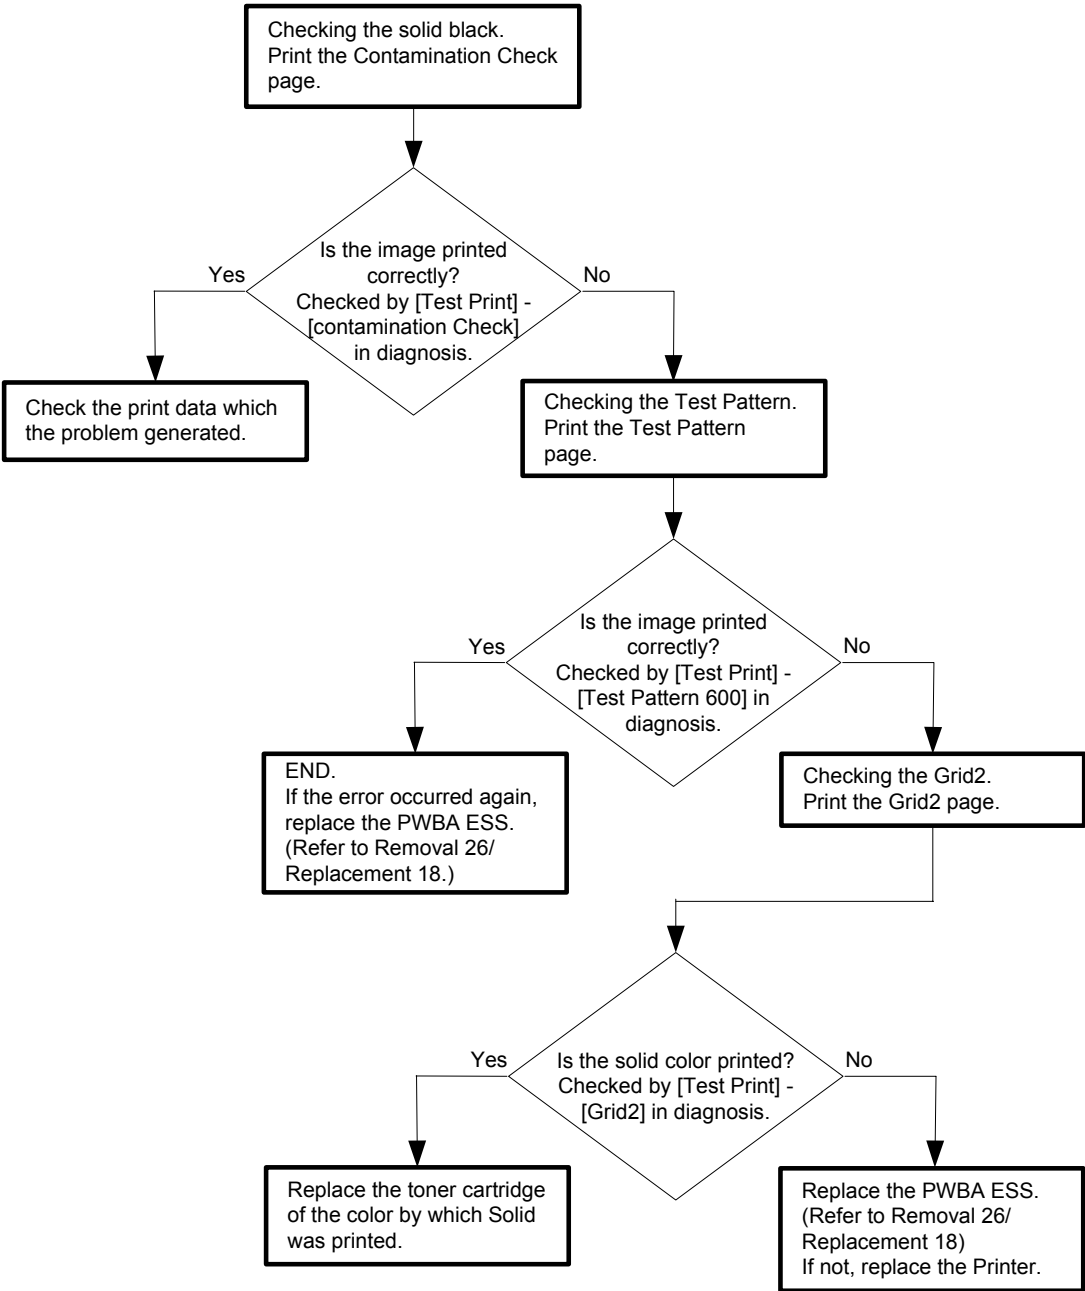 Checking the solid black.
Print the Contamination Check
page.
Is the image printed
correctly?
Checked by [Test Print] -
[contamination Check]
in diagnosis.
Yes
No
Check the print data which
the problem generated.
Checking the Test Pattern.
Print the Test Pattern
page.
Is the image printed
correctly?
Checked by [Test Print] -
[Test Pattern 600] in
diagnosis.
Yes
No
END.
If the error occurred again,
replace the PWBA ESS.
(Refer to Removal 26/
Replacement 18.)
Checking the Grid2.
Print the Grid2 page.
Is the solid color printed?
Checked by [Test Print] -
[Grid2] in diagnosis.
Yes
No
Replace the toner cartridge
of the color by which Solid
was printed.
Replace the PWBA ESS.
(Refer to Removal 26/
Replacement 18)
If not, replace the Printer.